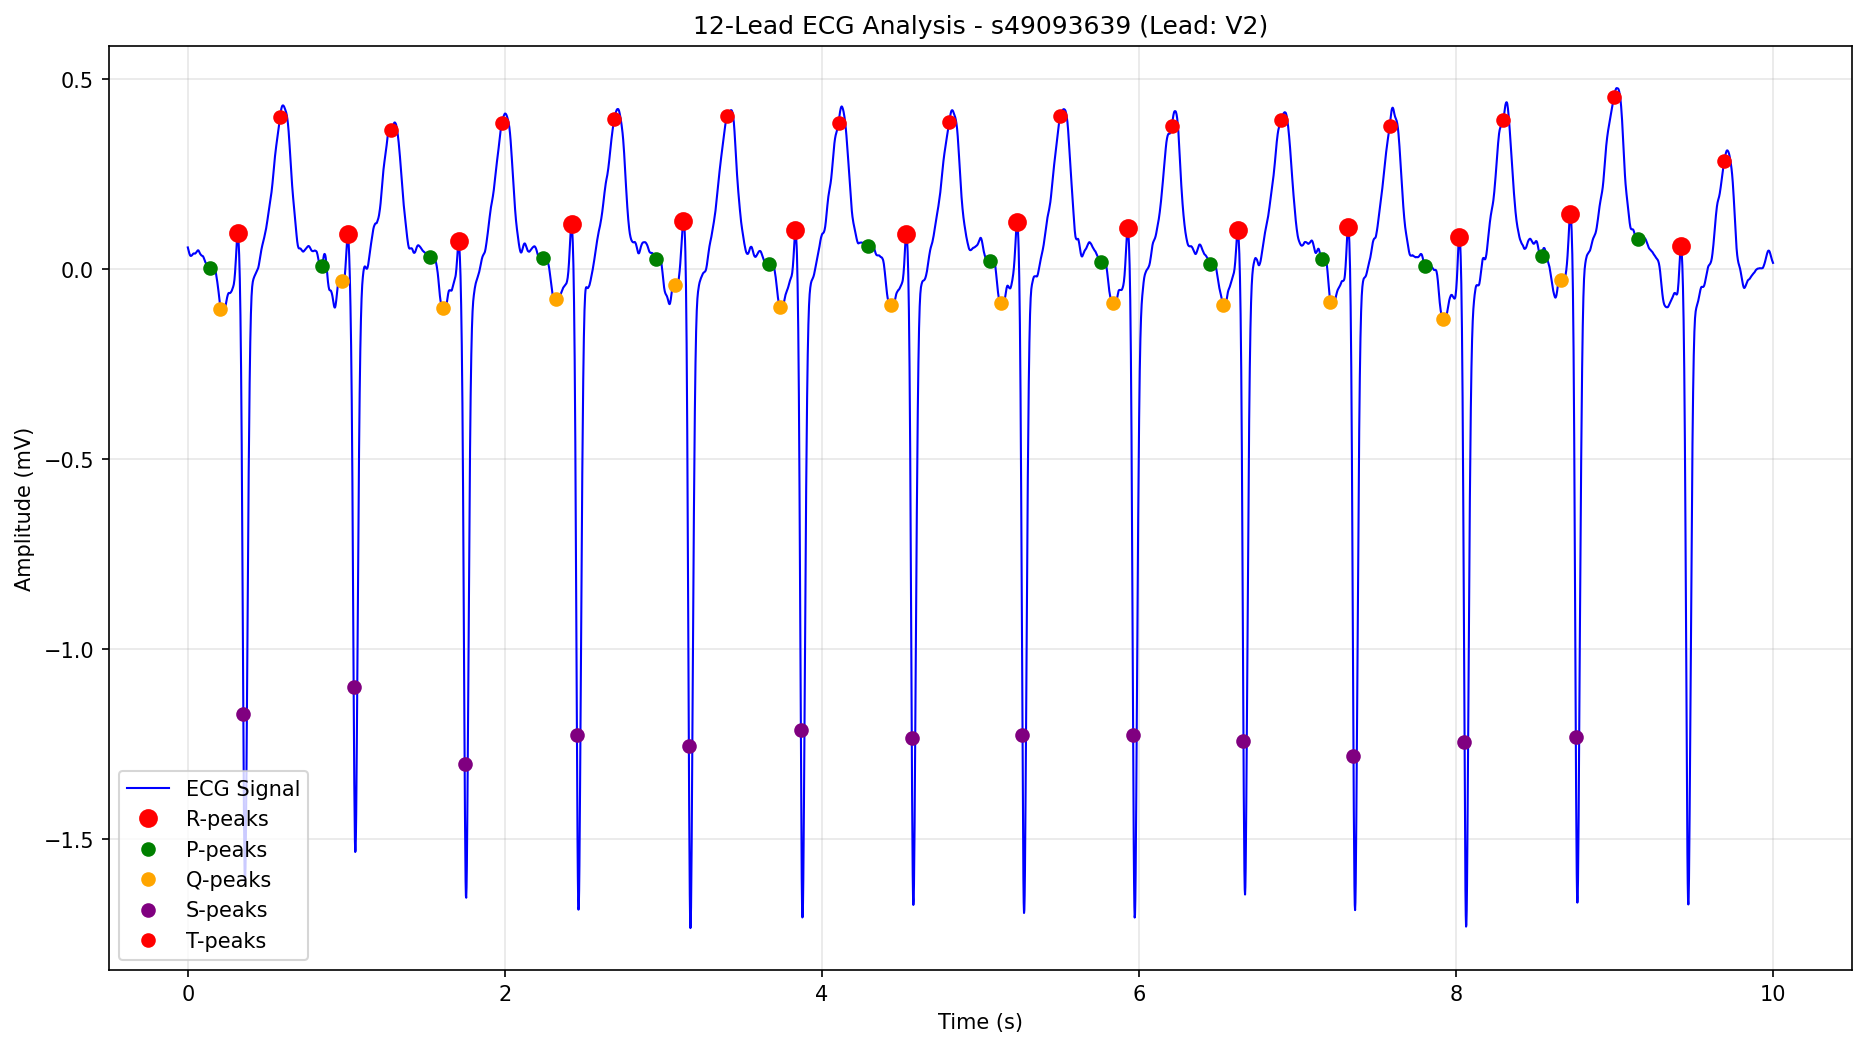 12-Lead ECG Analysis - s49093639 (Lead: V2)
Amplitude (mV)
0.5
0.0
−0.5
−1.0
−1.5
ECG Signal
R-peaks
P-peaks
Q-peaks
S-peaks
T-peaks
0 2 4 6 8 10
Time (s)